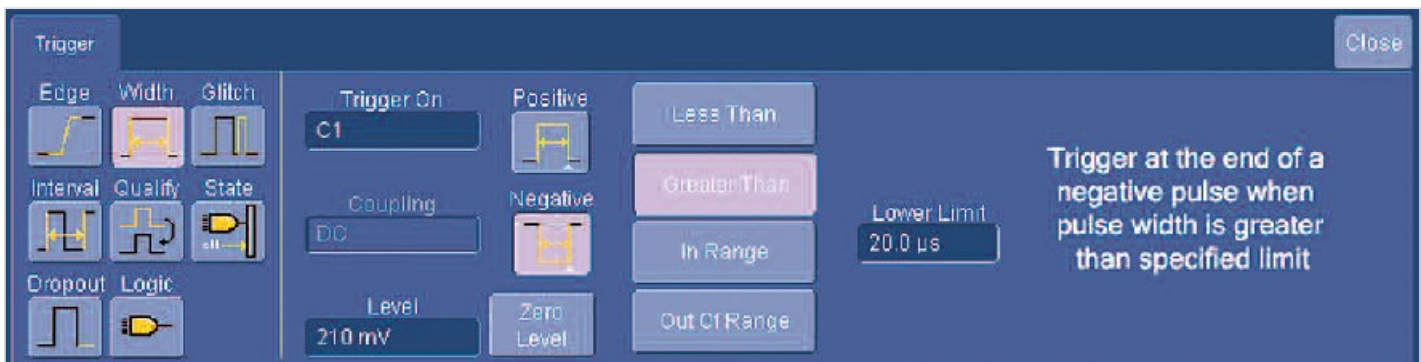 Trigger
Close
Edge Width Glitch
Interval Qualify State
Dropout Logic
Trigger On
C1
Coupling
DC
Level
210 mV
Positive
Negative
Zero
Level
Less Than
Greater Than
In Range
Out Of Range
Lower Limit
20.0 µs
Trigger at the end of a
negative pulse when
pulse width is greater
than specified limit